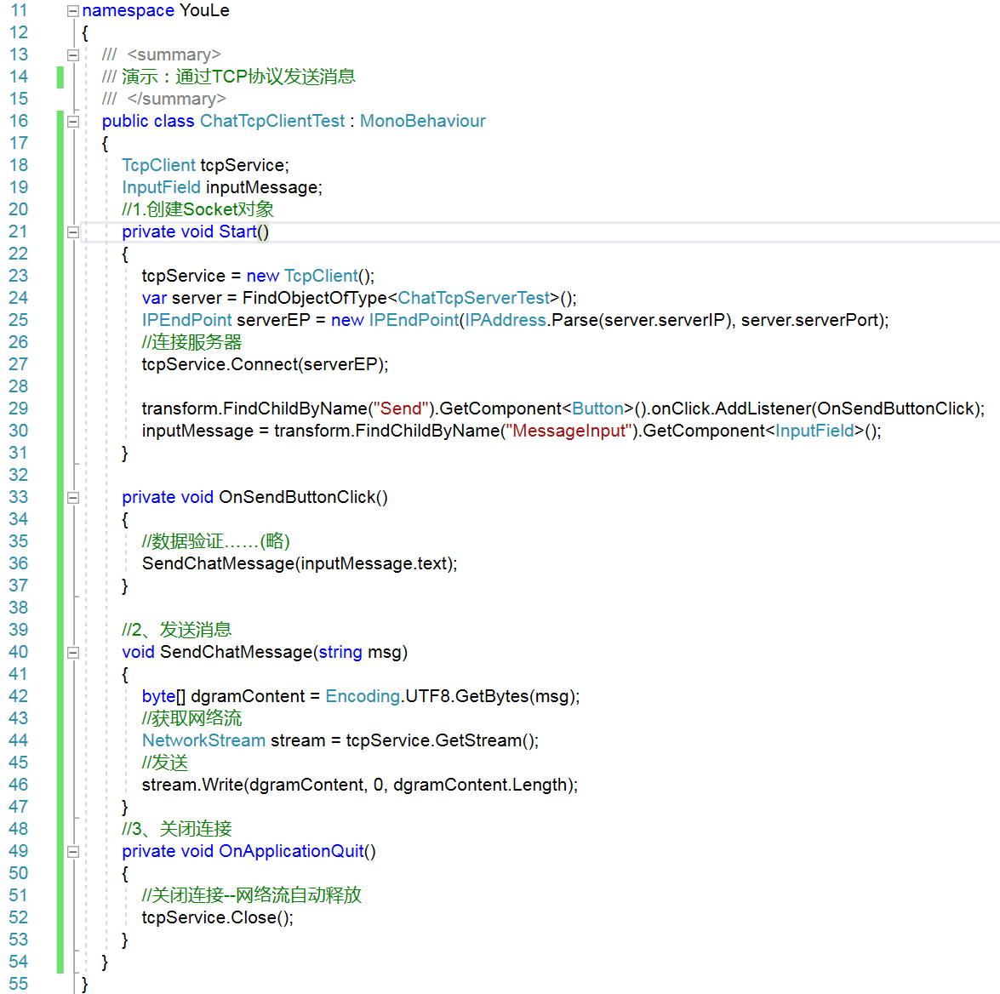 11 namespace YouLe
12 {
13 /// <summary>
14 /// 演示：通过TCP协议发送消息
15 /// </summary>
16 public class ChatTcpClientTest : MonoBehaviour
17 {
18 TcpClient tcpService;
19 InputField inputMessage;
20 //1.创建Socket对象
21 private void Start()
22 {
23 tcpService = new TcpClient();
24 var server = FindObjectOfType<ChatTcpServerTest>();
25 IPEndPoint serverEP = new IPEndPoint(IPAddress.Parse(server.serverIP), server.serverPort);
26 //连接服务器
27 tcpService.Connect(serverEP);
28
29 transform.FindChildByName("Send").GetComponent<Button>().onClick.AddListener(OnSendButtonClick);
30 inputMessage = transform.FindChildByName("MessageInput").GetComponent<InputField>();
31 }
32
33 private void OnSendButtonClick()
34 {
35 //数据验证……(略)
36 SendChatMessage(inputMessage.text);
37 }
38
39 //2、发送消息
40 void SendChatMessage(string msg)
41 {
42 byte[] dgramContent = Encoding.UTF8.GetBytes(msg);
43 //获取网络流
44 NetworkStream stream = tcpService.GetStream();
45 //发送
46 stream.Write(dgramContent, 0, dgramContent.Length);
47 }
48 //3、关闭连接
49 private void OnApplicationQuit()
50 {
51 //关闭连接--网络流自动释放
52 tcpService.Close();
53 }
54 }
55 }